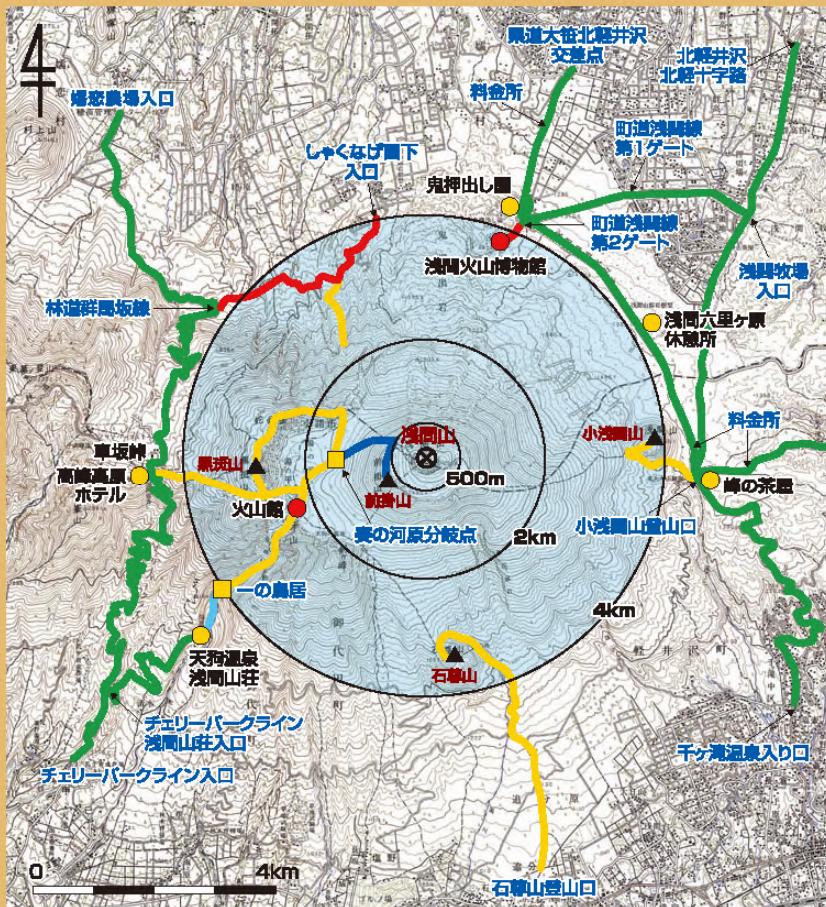 県道大笹北軽井沢
交差点
北軽井沢
北軽十字路
嬬恋農場入口
料金所
町道浅間線
第1ゲート
しゃくなげ園下
入口
鬼押出し園
町道浅間線
第2ゲート
浅間火山博物館
浅間牧場
入口
林道群馬坂線
浅間六里ヶ原
休憩所
車坂峠
高峰高原
ホテル
黒斑山
浅間山
小浅間山
料金所
500m
前掛山
峰の茶屋
火山館
賽の河原分岐点
小浅間山登山口
2km
一の鳥居
4km
天狗温泉
浅間山荘
石尊山
チェリーパークライン
浅間山荘入口
チェリーパークライン入口
千ヶ滝温泉入り口
0
4km
石尊山登山口